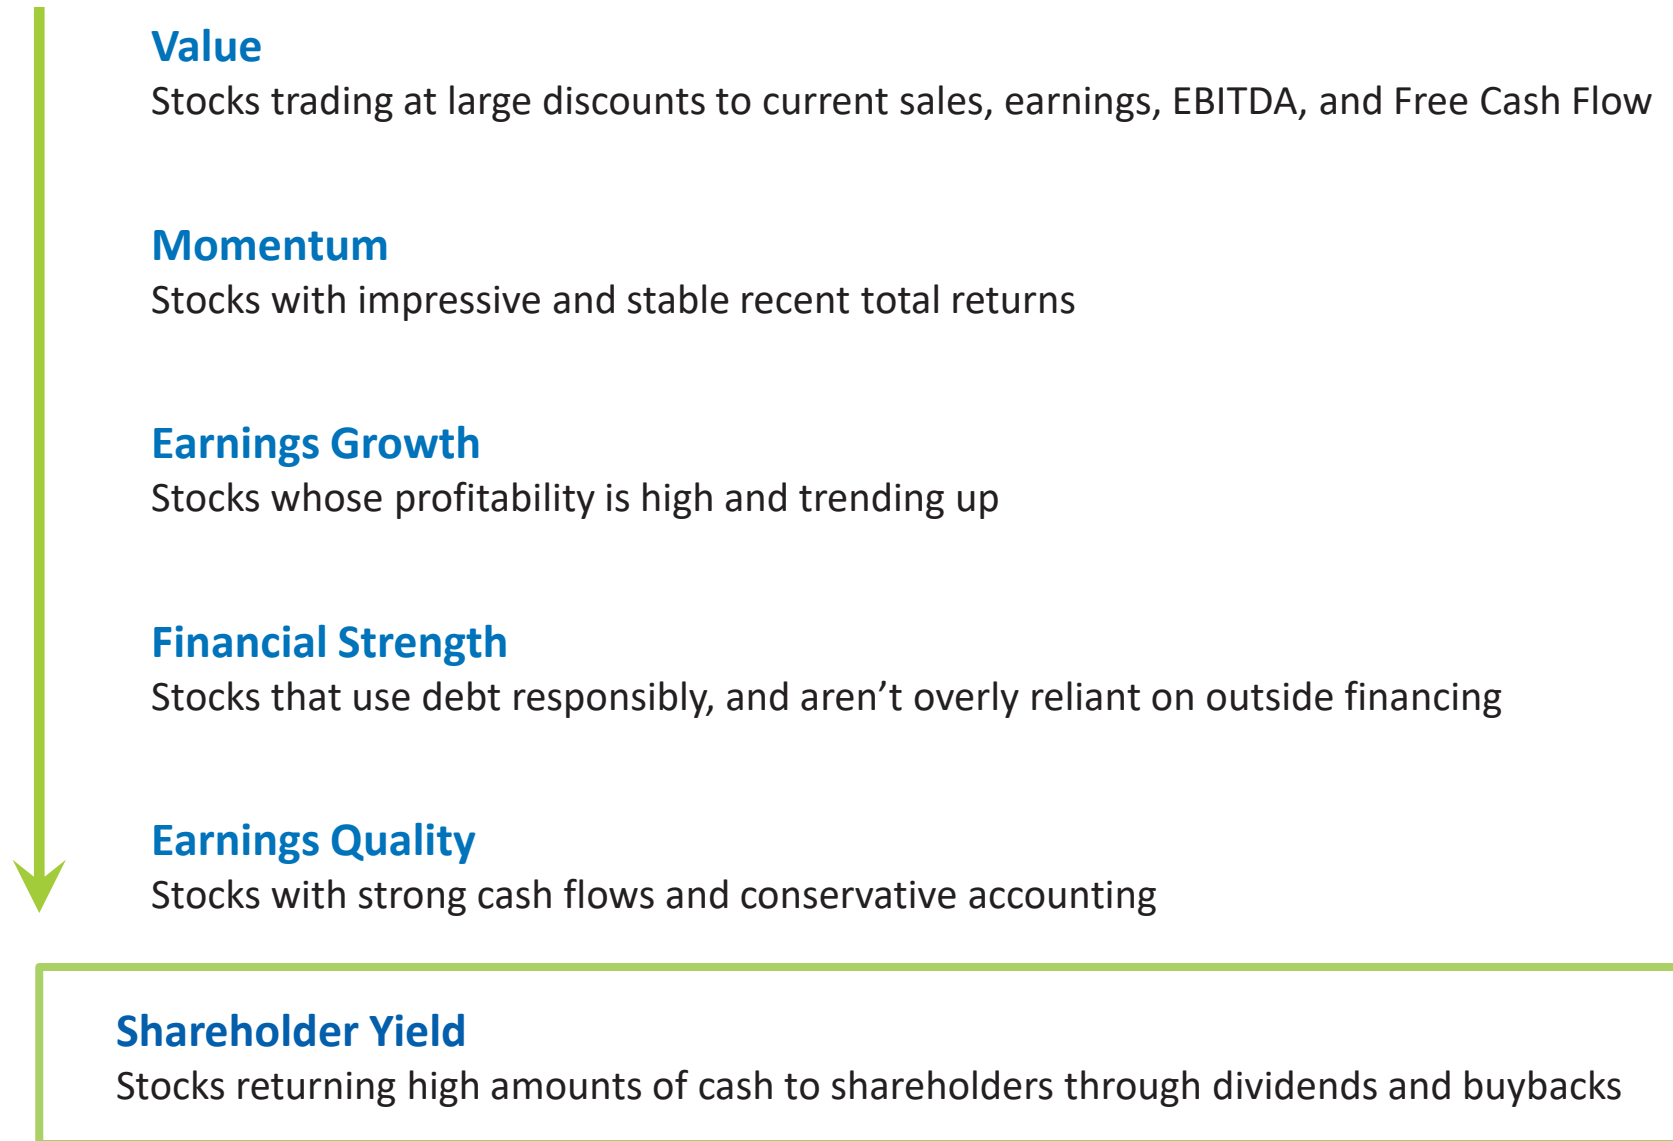 Value
Stocks trading at large discounts to current sales, earnings, EBITDA, and Free Cash Flow
Momentum
Stocks with impressive and stable recent total returns
Earnings Growth
Stocks whose profitability is high and trending up
Financial Strength
Stocks that use debt responsibly, and aren’t overly reliant on outside financing
Earnings Quality
Stocks with strong cash flows and conservative accounting
Shareholder Yield
Stocks returning high amounts of cash to shareholders through dividends and buybacks